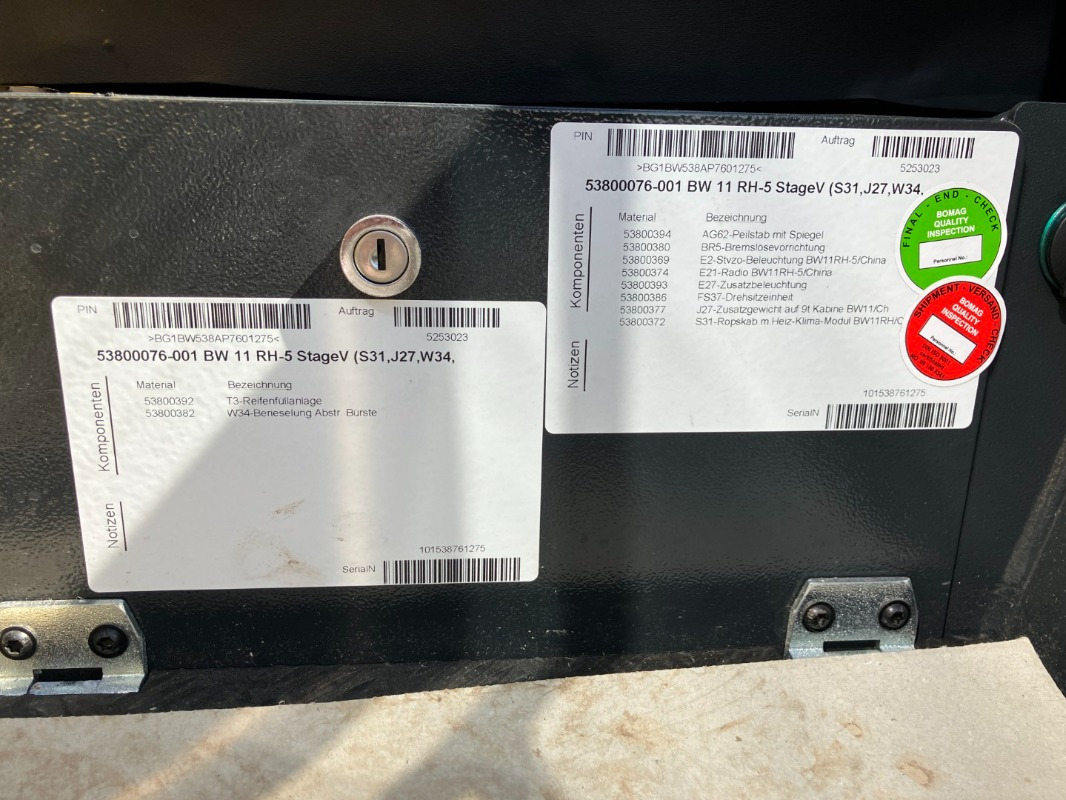 PIN
Auftrag
>BG1BW538AP7601275<
5253023
53800076-001 BW 11 RH-5 StageV (S31,J27,W34,
Komponenten
Material Bezeichnung
53800392 T3-Reifenfüllanlage
53800382 W34-Berieselung Abstr. Bürste
Notizen
101538761275
SerialN
PIN
Auftrag
>BG1BW538AP7601275<
5253023
53800076-001 BW 11 RH-5 StageV (S31,J27,W34,
Komponenten
Material Bezeichnung
53800394 AG62-Peilstab mit Spiegel
53800380 BR5-Bremslösevorrichtung
53800369 E2-Stvzo-Beleuchtung BW11RH-5/China
53800374 E21-Radio BW11RH-5/China
53800393 E27-Zusatzbeleuchtung
53800386 FS37-Drehsitzeinheit
53800377 J27-Zusatzgewicht auf 9t Kabine BW11/Ch
53800372 S31-Ropskab m Heiz-Klima-Modul BW11RH/C
Notizen
101538761275
SerialN
FINAL - END - CHECK
BOMAG
QUALITY
INSPECTION
Personnel No.:
SHIPMENT - VERSAND - CHECK
BOMAG
QUALITY
INSPECTION
Personnel No.: